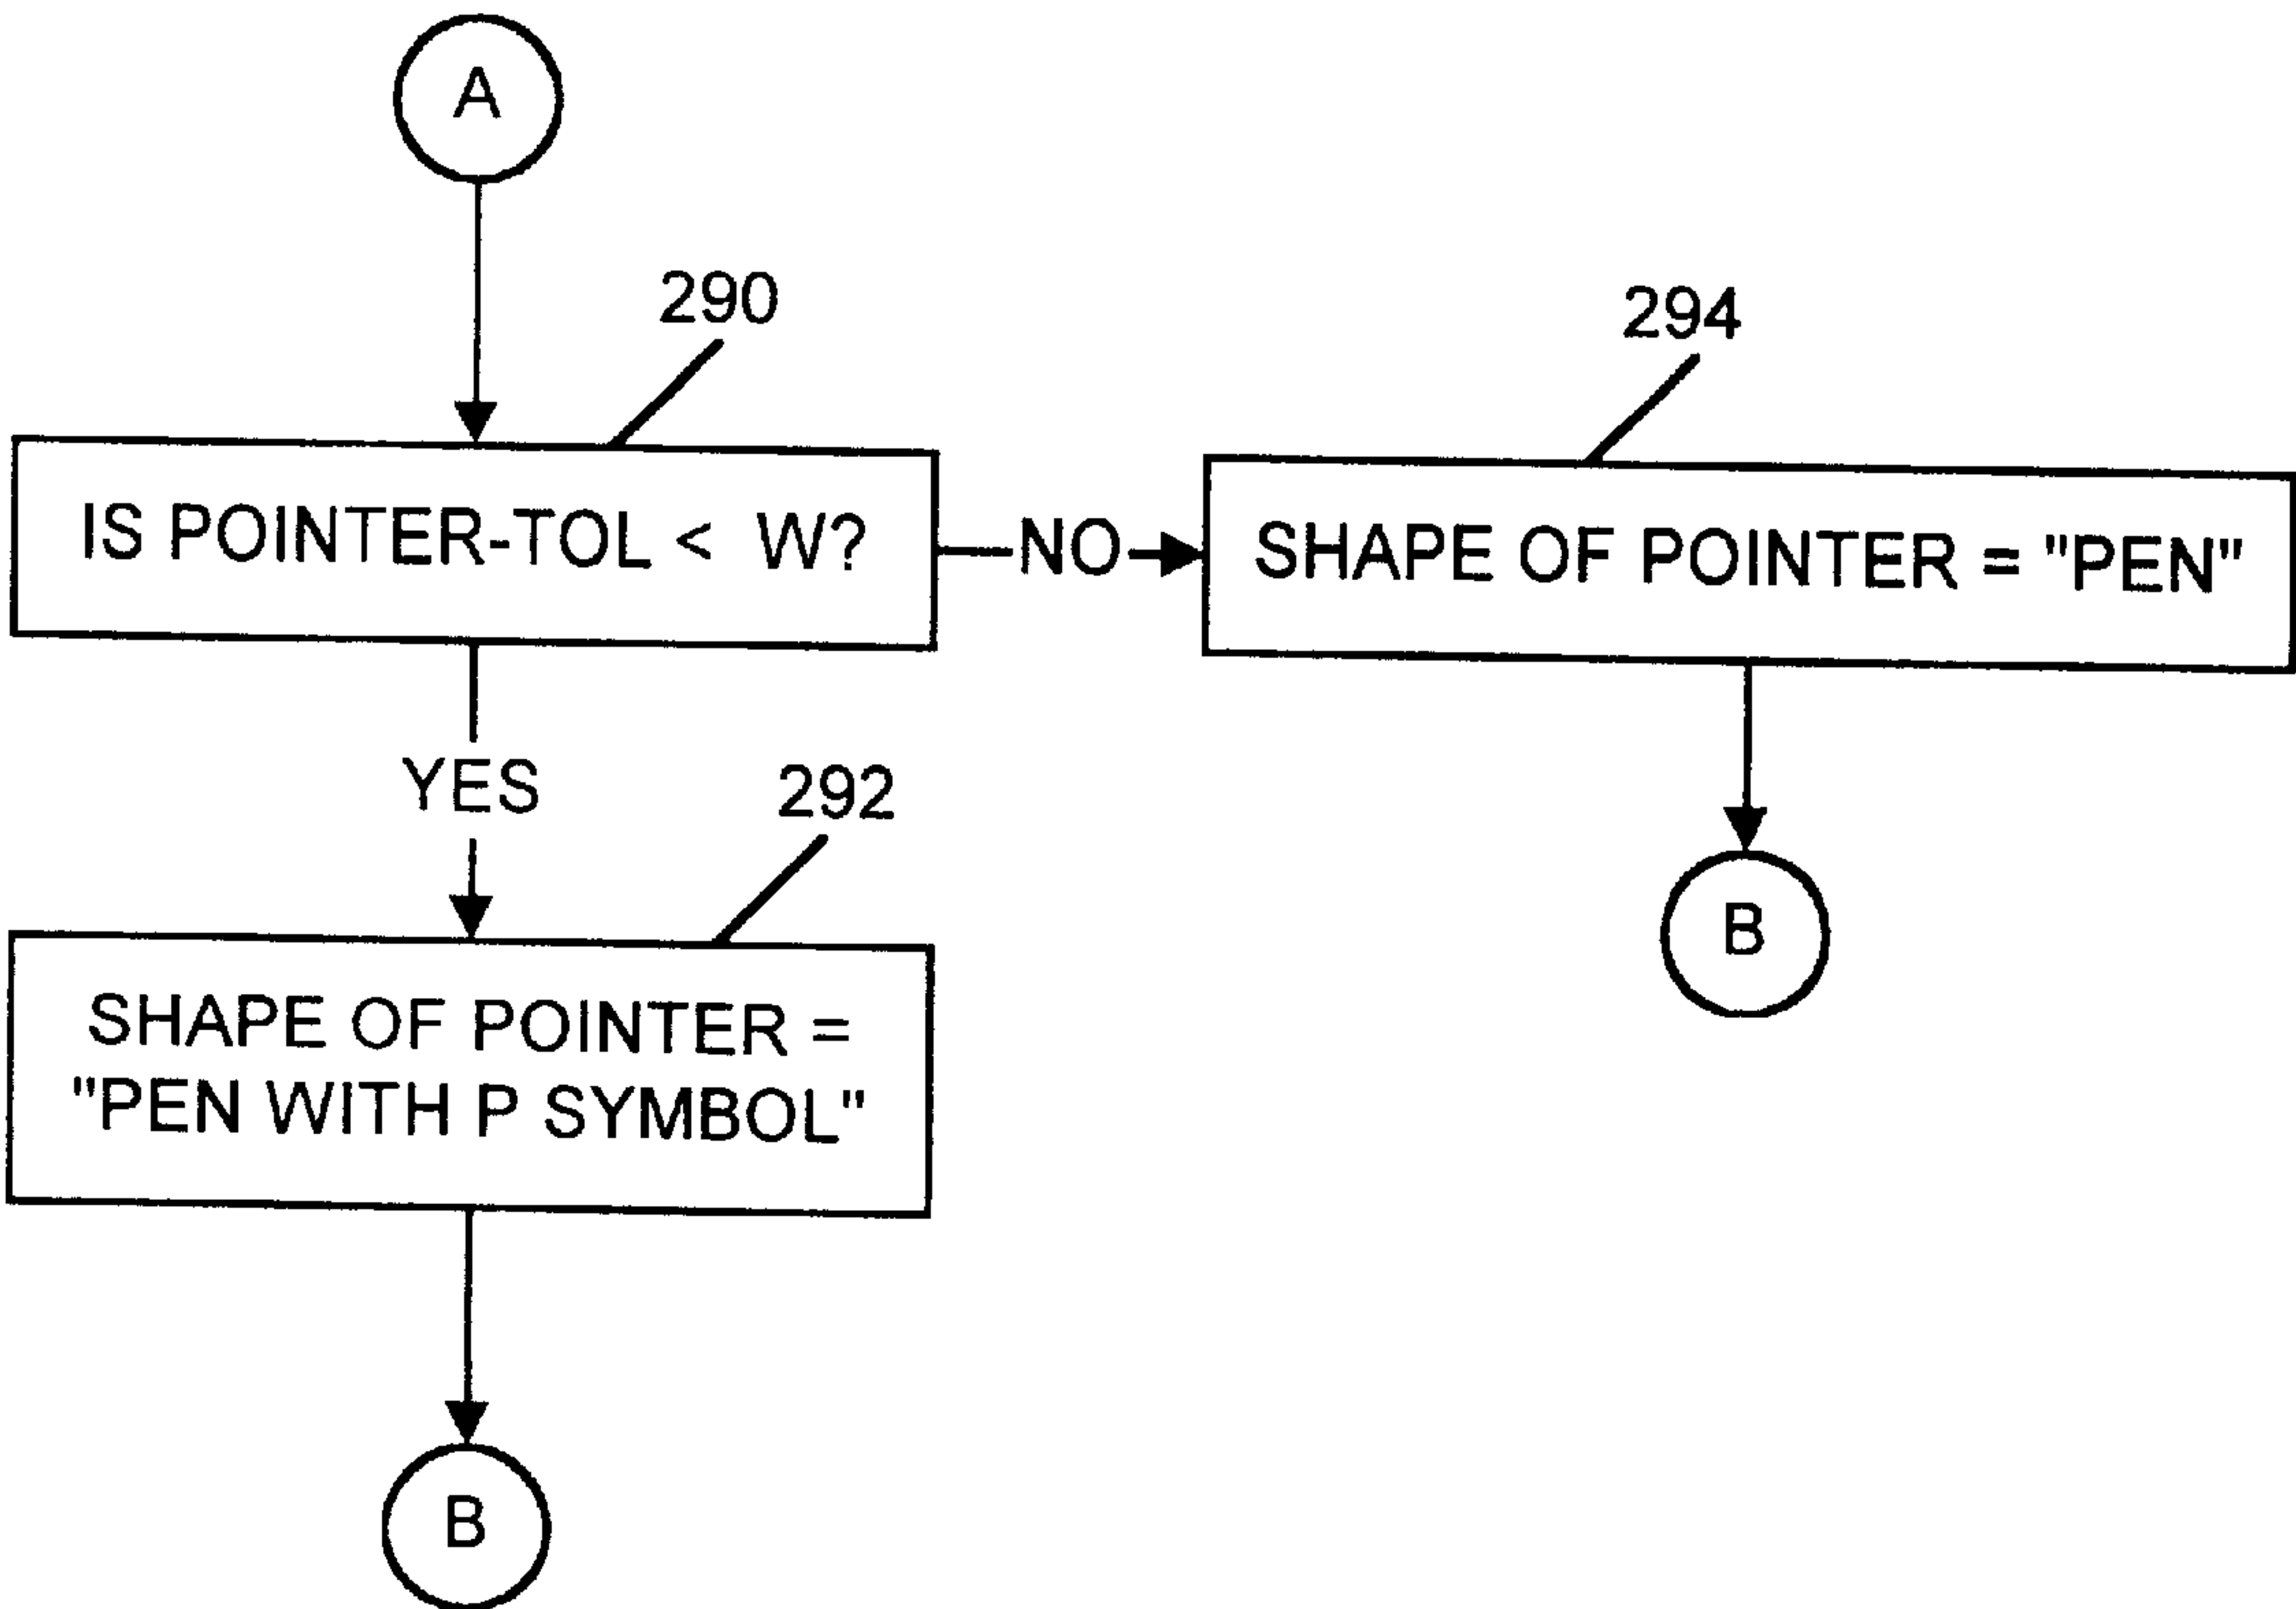 A
290
294
IS POINTER-TOL < W?
NO
SHAPE OF POINTER = "PEN"
YES
292
B
SHAPE OF POINTER =
"PEN WITH P SYMBOL"
B